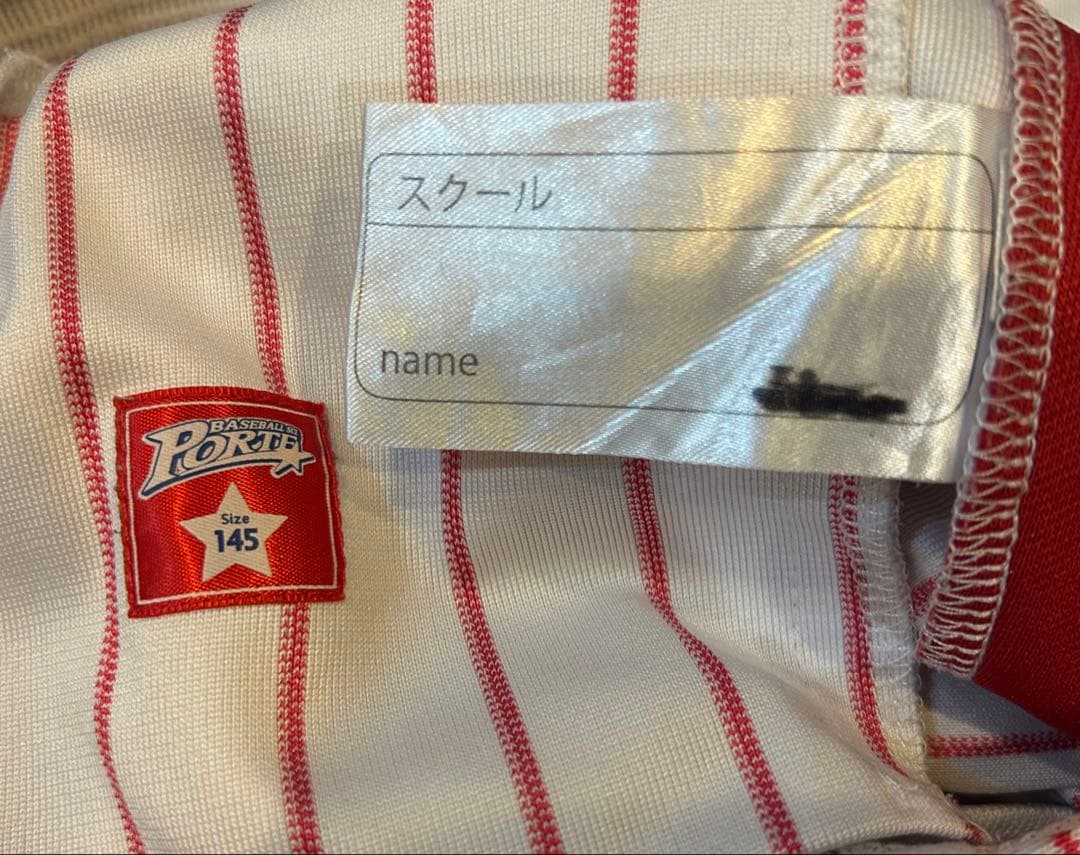 スクール
name
BASEBALL
PORTE
Size
145